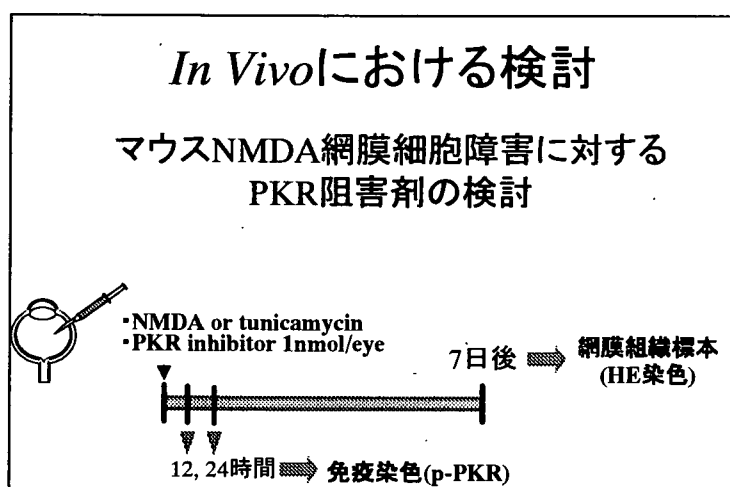 In Vivoにおける検討
マウスNMDA網膜細胞障害に対する
PKR阻害剤の検討
・NMDA or tunicamycin
・PKR inhibitor 1nmol/eye
7日後
網膜組織標本
(HE染色)
12, 24時間
免疫染色(p-PKR)